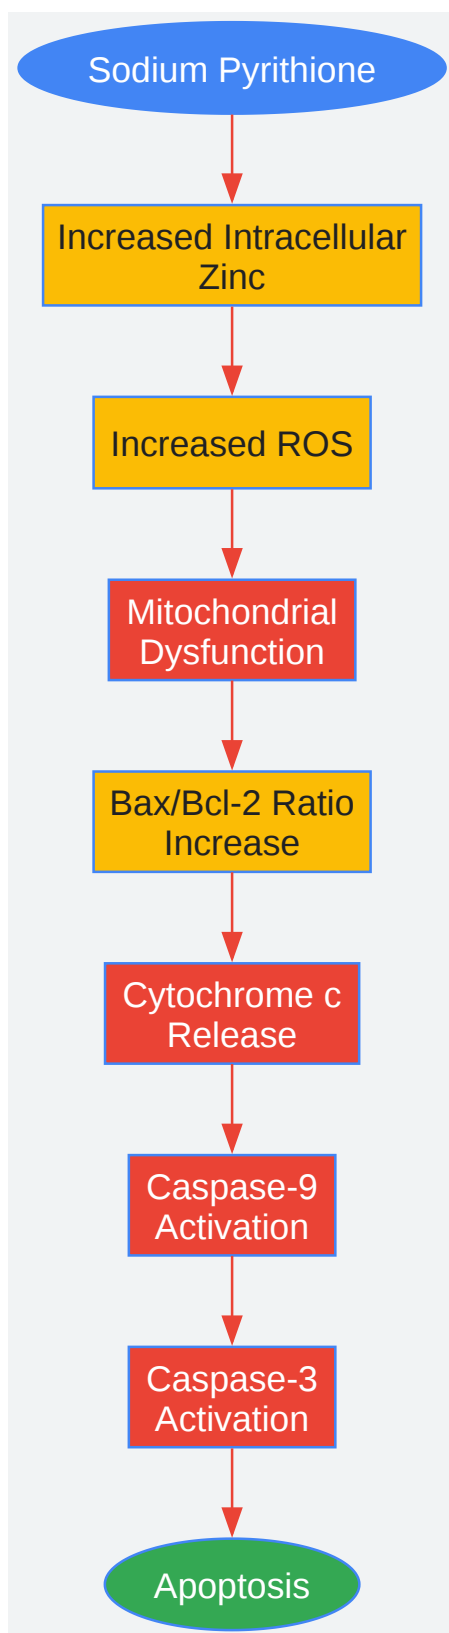 Sodium Pyrithione
Increased Intracellular
Zinc
Increased ROS
Mitochondrial
Dysfunction
Bax/Bcl-2 Ratio
Increase
Cytochrome c
Release
Caspase-9
Activation
Caspase-3
Activation
Apoptosis